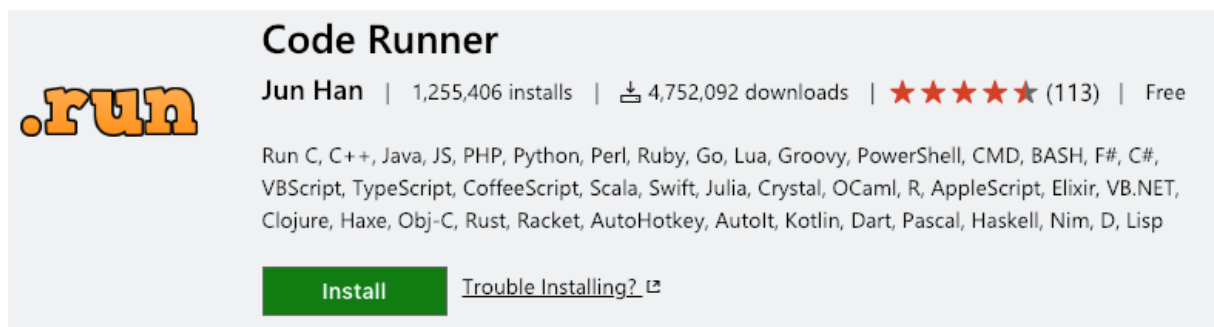 Code Runner
.run
Jun Han | 1,255,406 installs | 4,752,092 downloads | (113) | Free
Run C, C++, Java, JS, PHP, Python, Perl, Ruby, Go, Lua, Groovy, PowerShell, CMD, BASH, F#, C#,
VBScript, TypeScript, CoffeeScript, Scala, Swift, Julia, Crystal, OCaml, R, AppleScript, Elixir, VB.NET,
Clojure, Haxe, Obj-C, Rust, Racket, AutoHotkey, AutoIt, Kotlin, Dart, Pascal, Haskell, Nim, D, Lisp
Install Trouble Installing?